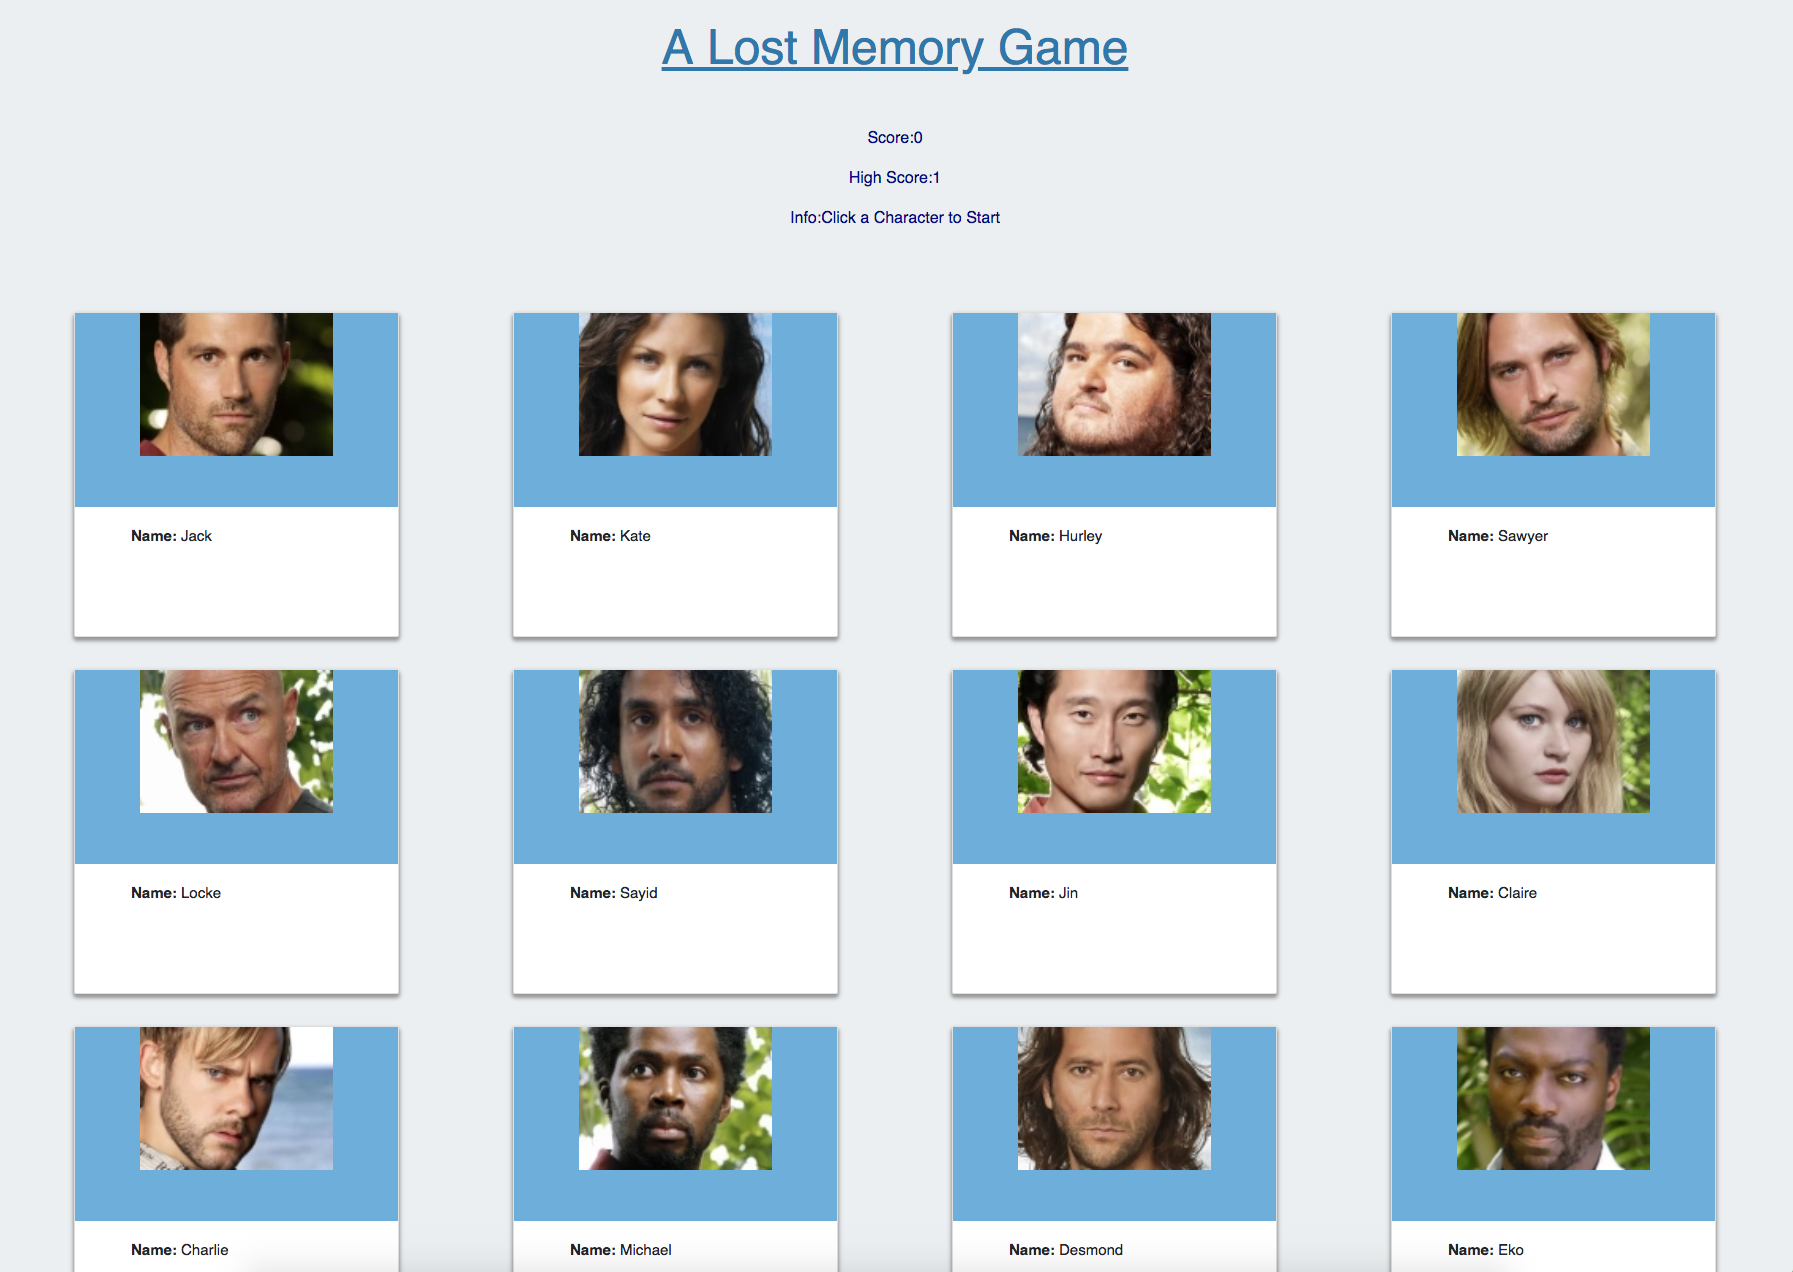 A Lost Memory Game
Score:0
High Score:1
Info:Click a Character to Start
Name: Jack
Name: Kate
Name: Hurley
Name: Sawyer
Name: Locke
Name: Sayid
Name: Jin
Name: Claire
Name: Charlie
Name: Michael
Name: Desmond
Name: Eko